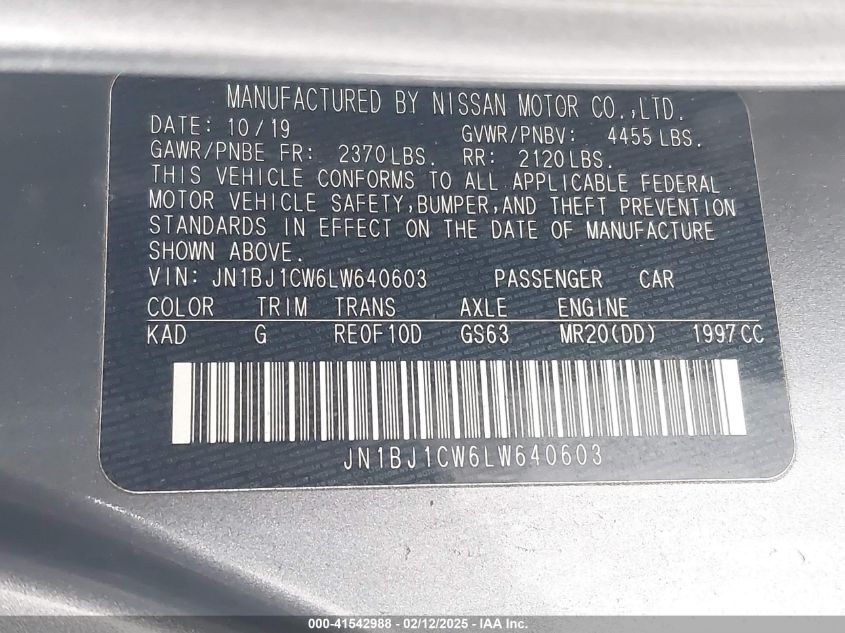 MANUFACTURED BY NISSAN MOTOR CO.,LTD.
DATE: 10/19 GVWR/PNBV: 4455 LBS.
GAWR/PNBE FR: 2370 LBS. RR: 2120 LBS.
THIS VEHICLE CONFORMS TO ALL APPLICABLE FEDERAL
MOTOR VEHICLE SAFETY,BUMPER,AND THEFT PREVENTION
STANDARDS IN EFFECT ON THE DATE OF MANUFACTURE
SHOWN ABOVE.
VIN: JN1BJ1CW6LW640603 PASSENGER CAR
COLOR TRIM TRANS AXLE ENGINE
KAD G RE0F10D GS63 MR20(DD) 1997CC
JN1BJ1CW6LW640603
000-41542988 - 02/12/2025 - IAA Inc.